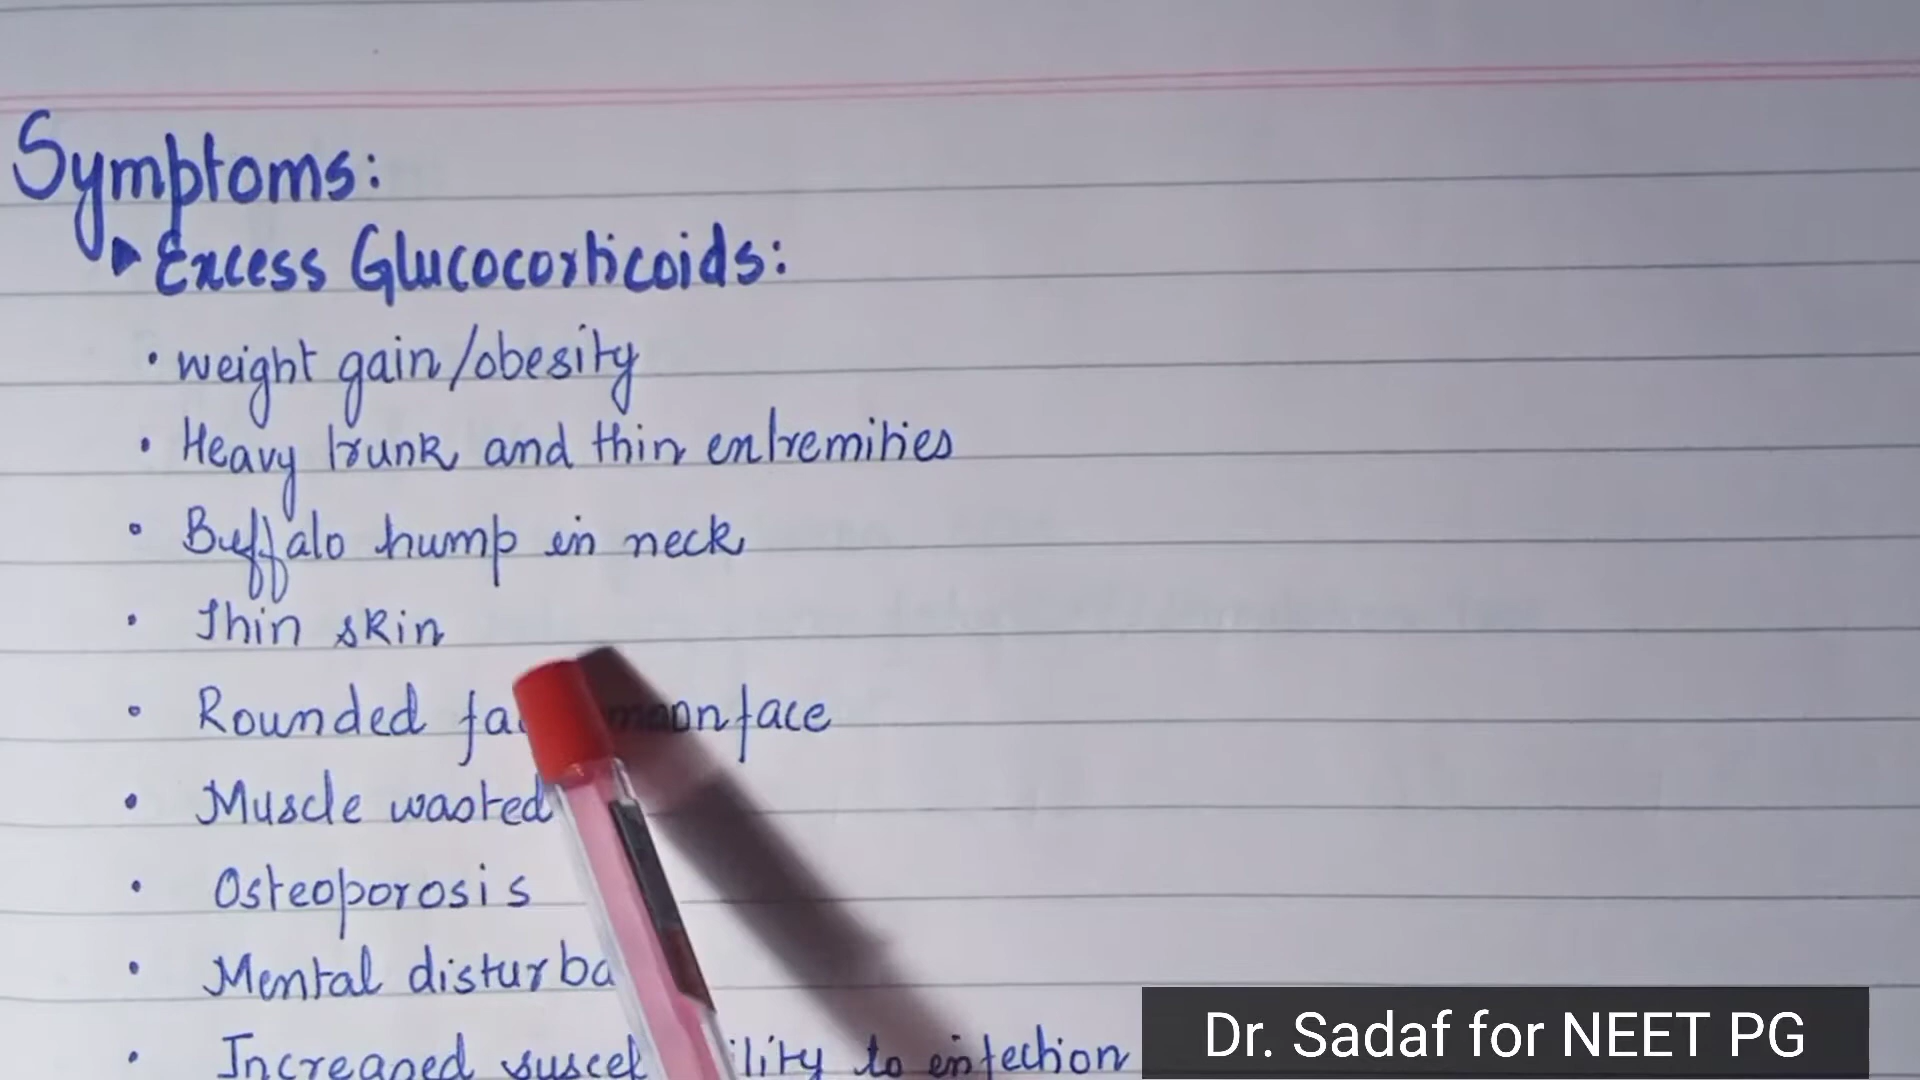 Symptoms:
Excess Glucocorticoids:
• weight gain/obesity
• Heavy trunk and thin extremities
• Buffalo hump in neck
• Thin skin
• Rounded moonface
• Muscle wasted
• Osteoporosis
• Mental
• Increased to infection
Dr. Sadaf for NEET PG